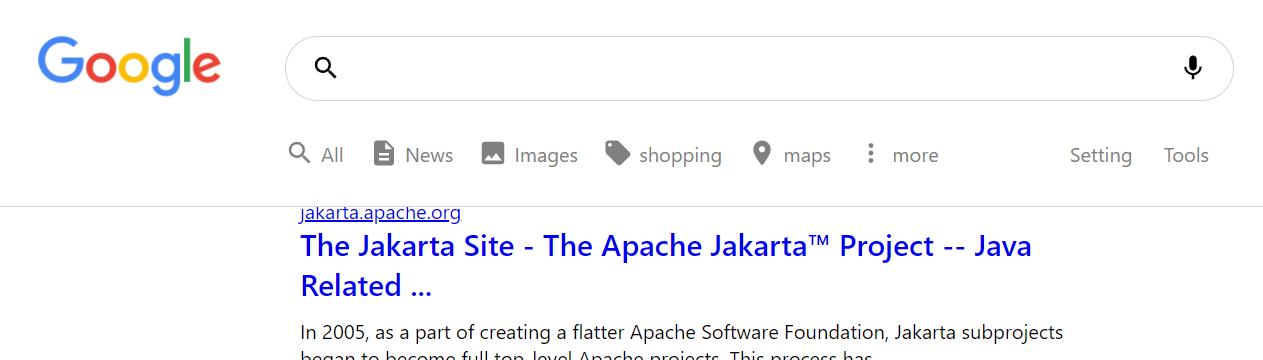 Google
All News Images shopping maps more Setting Tools
jakarta.apache.org
The Jakarta Site - The Apache Jakarta™ Project -- Java
Related ...
In 2005, as a part of creating a flatter Apache Software Foundation, Jakarta subprojects
began to become full top-level Apache projects. This process has